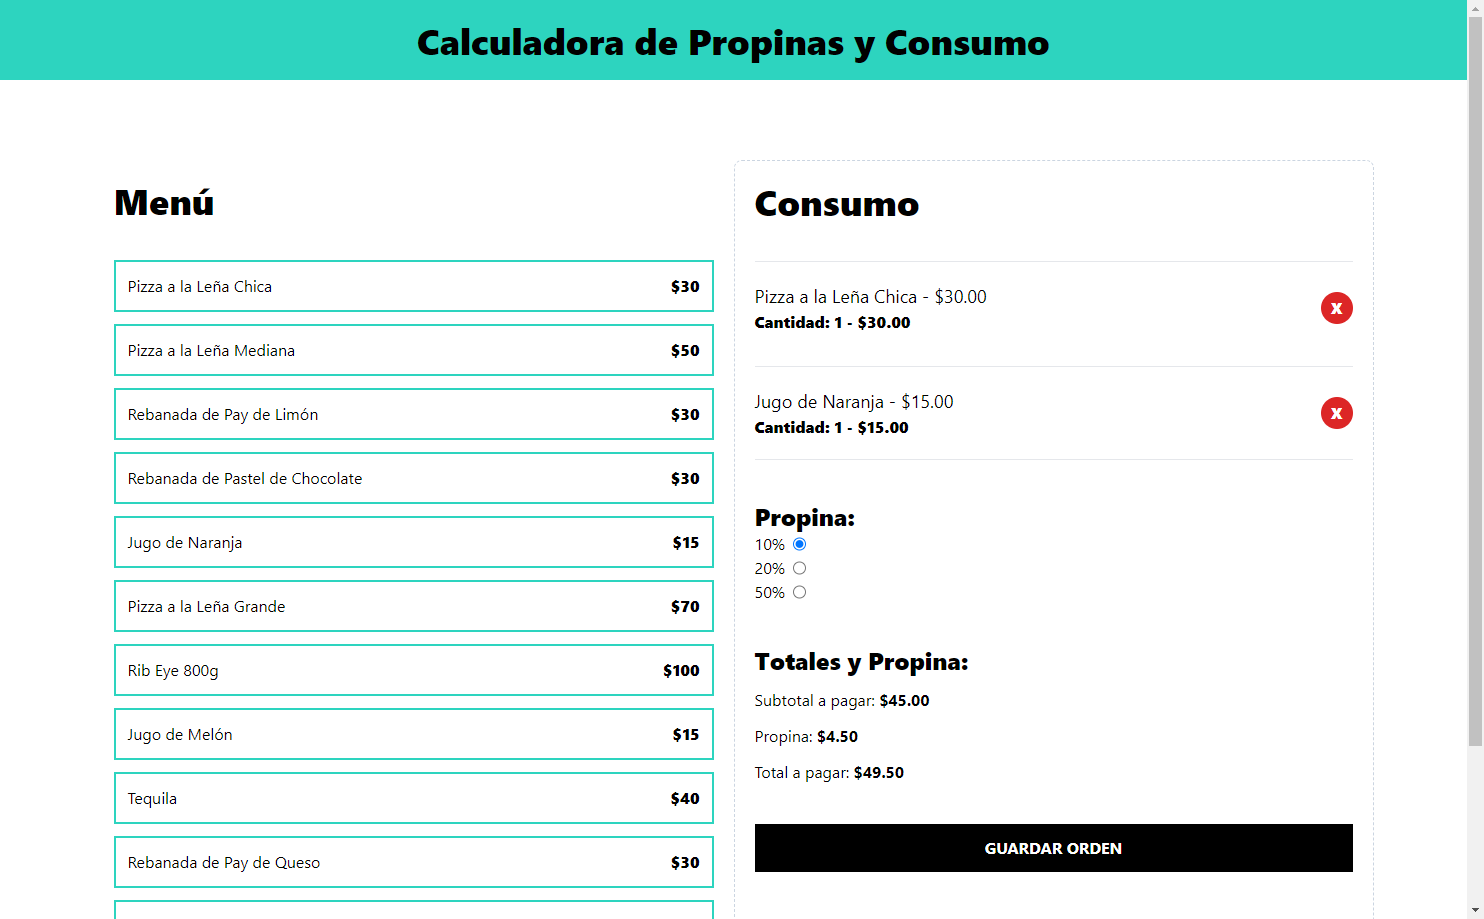 Calculadora de Propinas y Consumo
Menú
Pizza a la Leña Chica $30
Pizza a la Leña Mediana $50
Rebanada de Pay de Limón $30
Rebanada de Pastel de Chocolate $30
Jugo de Naranja $15
Pizza a la Leña Grande $70
Rib Eye 800g $100
Jugo de Melón $15
Tequila $40
Rebanada de Pay de Queso $30
Consumo
Pizza a la Leña Chica - $30.00
Cantidad: 1 - $30.00
X
Jugo de Naranja - $15.00
Cantidad: 1 - $15.00
X
Propina:
10%
20%
50%
Totales y Propina:
Subtotal a pagar: $45.00
Propina: $4.50
Total a pagar: $49.50
GUARDAR ORDEN